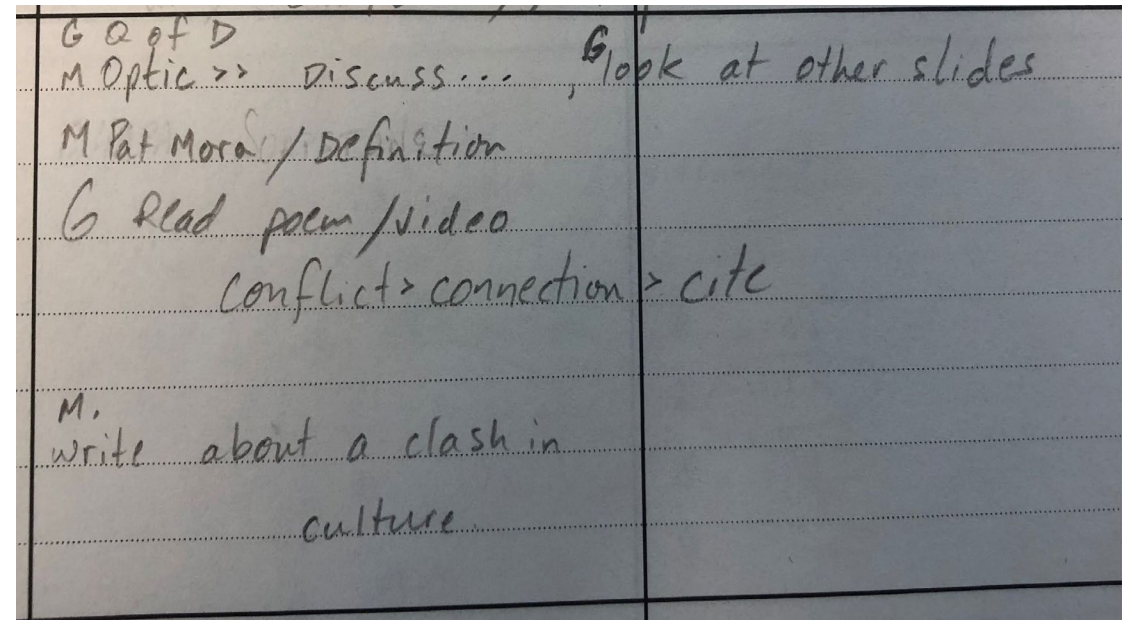 G Q of D
M Optic >> Discuss... , G look at other slides
M Pat Mora / Definition
G Read poem / video
conflict > connection > cite
M.
write about a clash in
culture